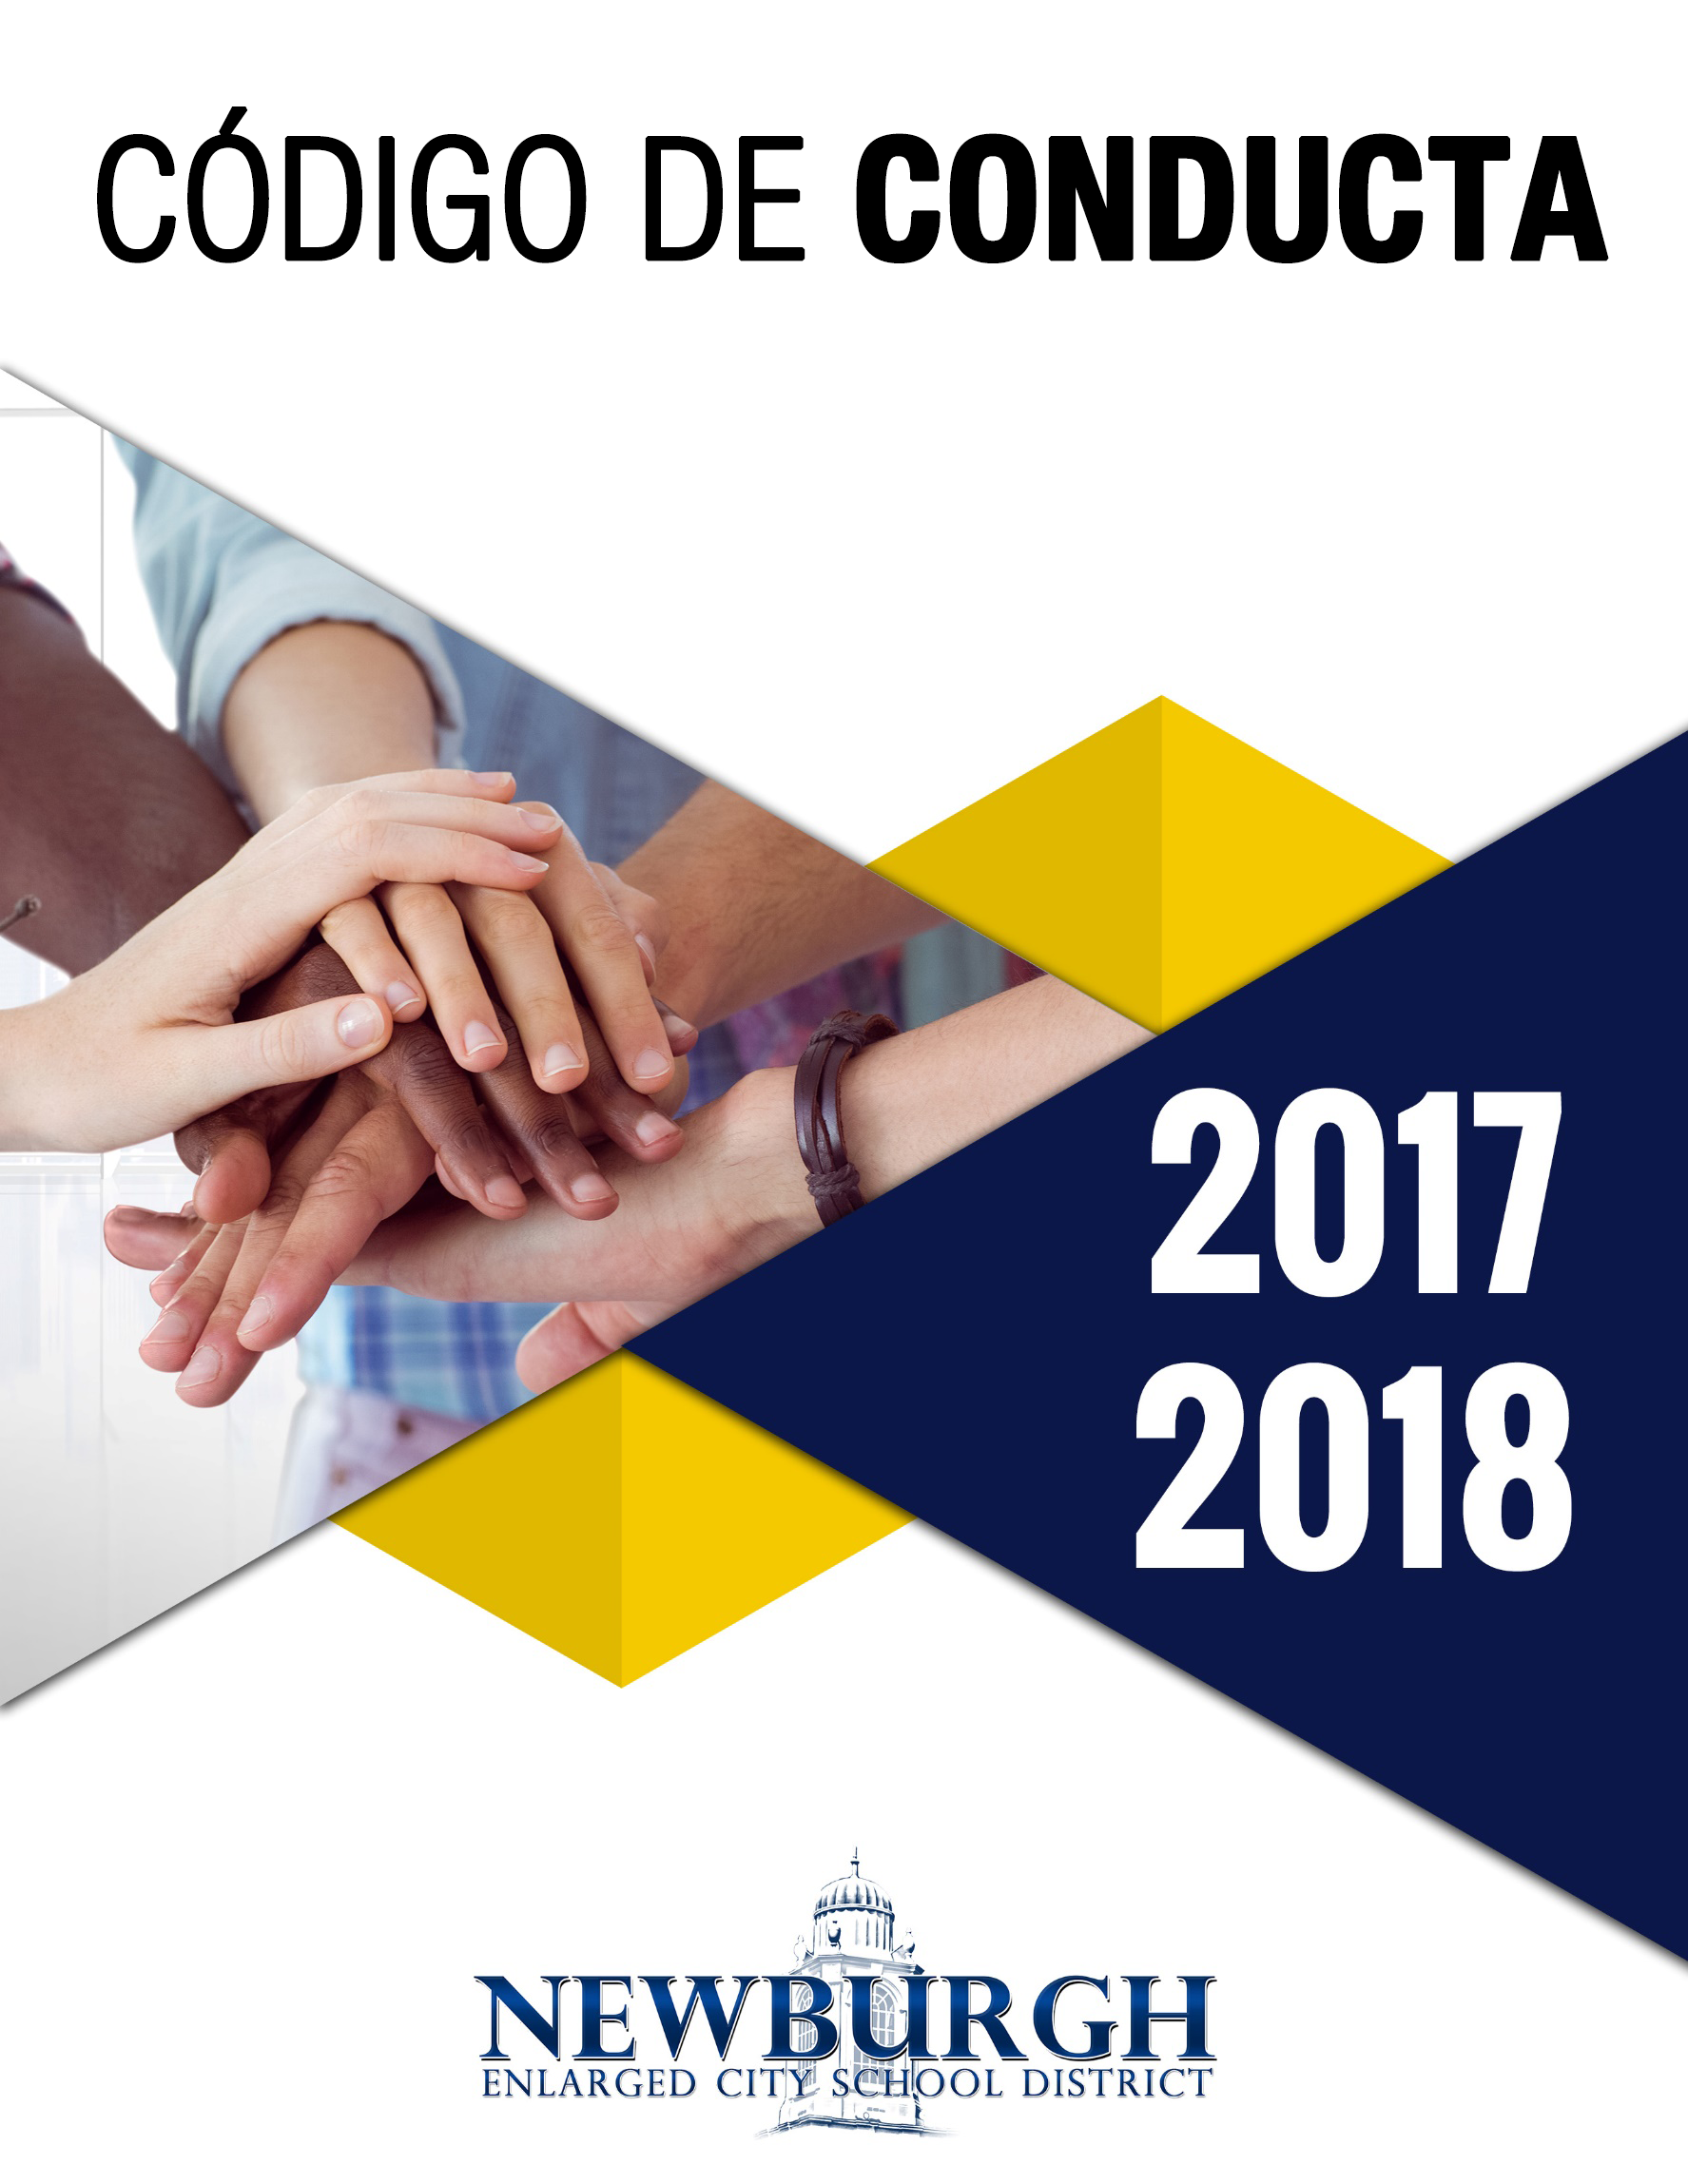 CÓDIGO DE CONDUCTA
2017
2018
NEWBURGH
ENLARGED CITY SCHOOL DISTRICT